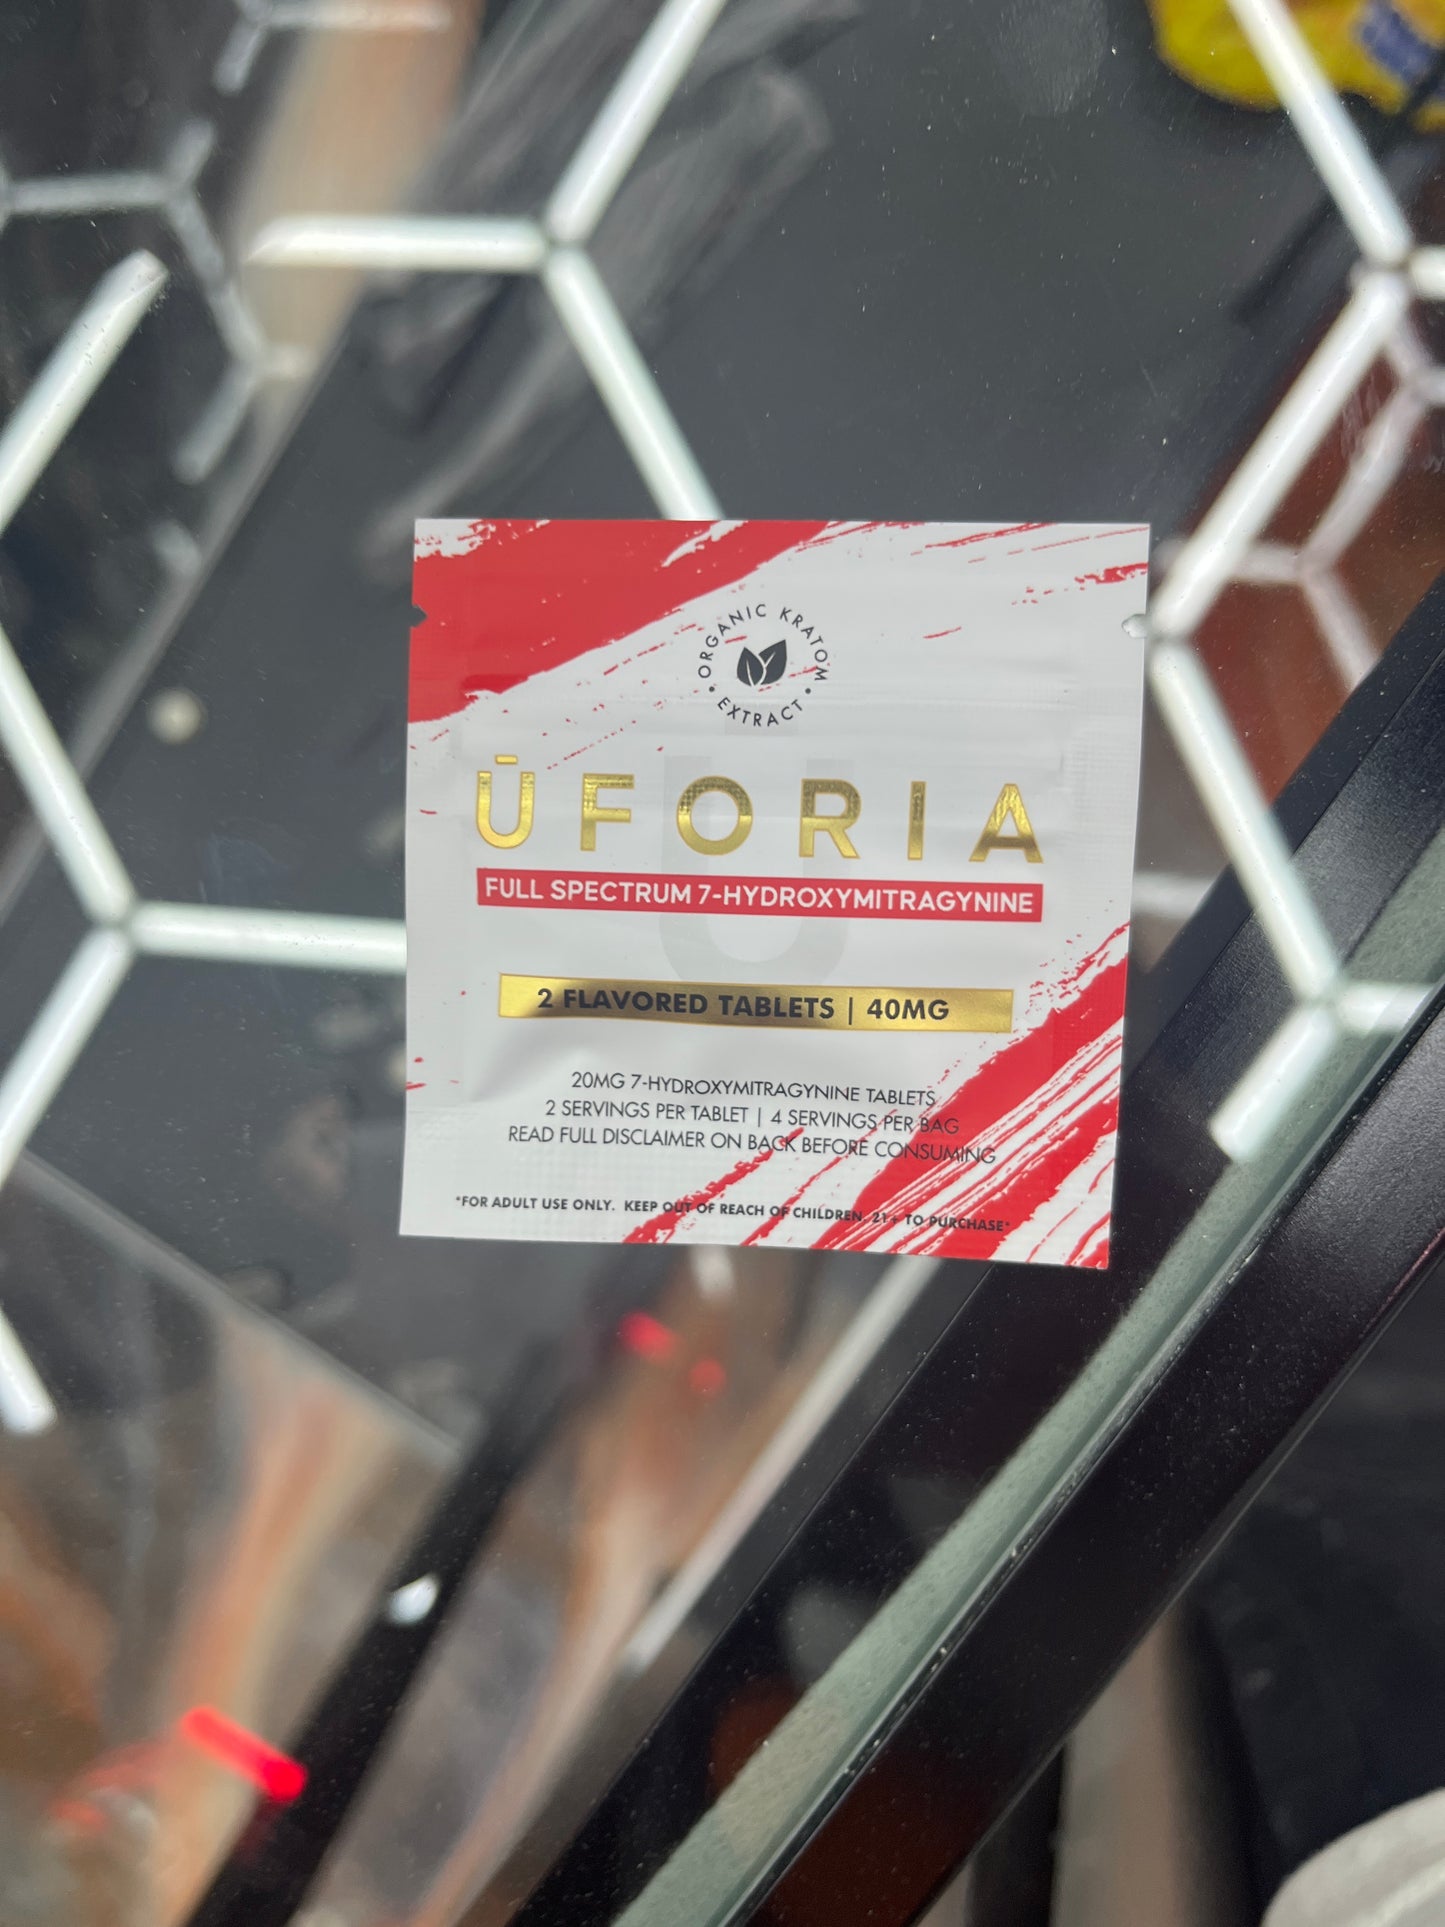 ORGANIC KRATOM
• EXTRACT •
ŪFORIA
FULL SPECTRUM 7-HYDROXYMITRAGYNINE
2 FLAVORED TABLETS | 40MG
20MG 7-HYDROXYMITRAGYNINE TABLETS
2 SERVINGS PER TABLET | 4 SERVINGS PER BAG
READ FULL DISCLAIMER ON BACK BEFORE CONSUMING
*FOR ADULT USE ONLY. KEEP OUT OF REACH OF CHILDREN. 21+ TO PURCHASE*